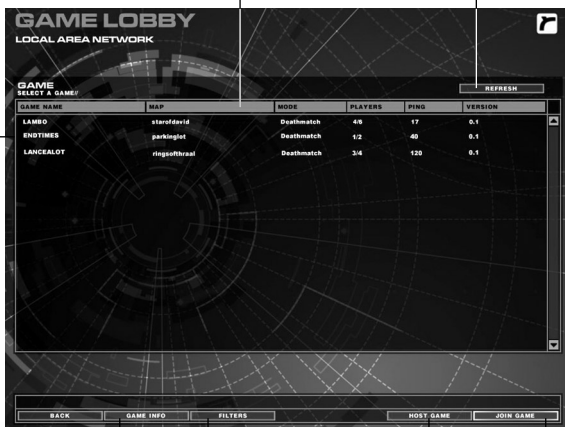 GAME LOBBY
LOCAL AREA NETWORK
GAME
SELECT A GAME//
REFRESH
GAME NAME MAP MODE PLAYERS PING VERSION
LAMBO starofdavid Deathmatch 4/6 17 0.1
ENDTIMES parkinglot Deathmatch 1/2 40 0.1
LANCEALOT ringsofthraal Deathmatch 3/4 120 0.1
BACK GAME INFO FILTERS HOST GAME JOIN GAME